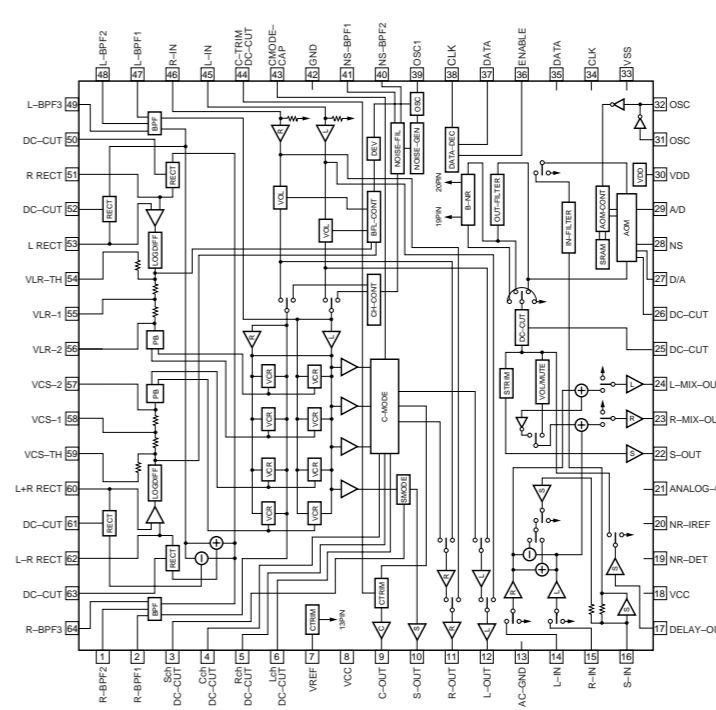 L–BPF2
L–BPF1
R–IN
L–IN
C–TRIM
DC–CUT
CMODE–
CAP
GND
NS–BPF1
NS–BPF2
OSC1
CLK
DATA
ENABLE
DATA
CLK
VSS
48 47 46 45 44 43 42 41 40 39 38 37 36 35 34 33
L–BPF3 49
DC–CUT 50
R RECT 51
DC–CUT 52
L RECT 53
VLR–TH 54
VLR–1 55
VLR–2 56
VCS–2 57
VCS–1 58
VCS–TH 59
L+R RECT 60
DC–CUT 61
L–R RECT 62
DC–CUT 63
R–BPF3 64
BPF
RECT
RECT
LOGDIFF
PB
PB
LOGDIFF
RECT
RECT
BPF
R
L
VOL
VOL
DEV
BFL–CONT
NOISE–FIL
OSC
NOISE–GEN
CH–CONT
R
L
VCR
VCR
VCR
VCR
VCR
VCR
VCR
VCR
C–MODE
SMODE
CTRIM
C
S
CTRIM
13PIN
DATA–DEC
20PIN
19PIN
B–NR
OUT–FILTER
IN–FILTER
AOM–CONT
SRAM
AOM
VDD
DC–CUT
STRIM
VOL/MUTE
L
R
S
S
R
L
S
S
R
L
R
L
32 OSC
31 OSC
30 VDD
29 A/D
28 NS
27 D/A
26 DC–CUT
25 DC–CUT
24 L–MIX–OU
23 R–MIX–OU
22 S–OUT
21 ANALOG–
20 NR–IREF
19 NR–DET
18 VCC
17 DELAY–OU
1 2 3 4 5 6 7 8 9 10 11 12 13 14 15 16
R–BPF2
R–BPF1
Sch
DC–CUT
Cch
DC–CUT
Rch
DC–CUT
Lch
DC–CUT
VREF
VCC
C–OUT
S–OUT
R–OUT
L–OUT
AC–GND
L–IN
R–IN
S–IN